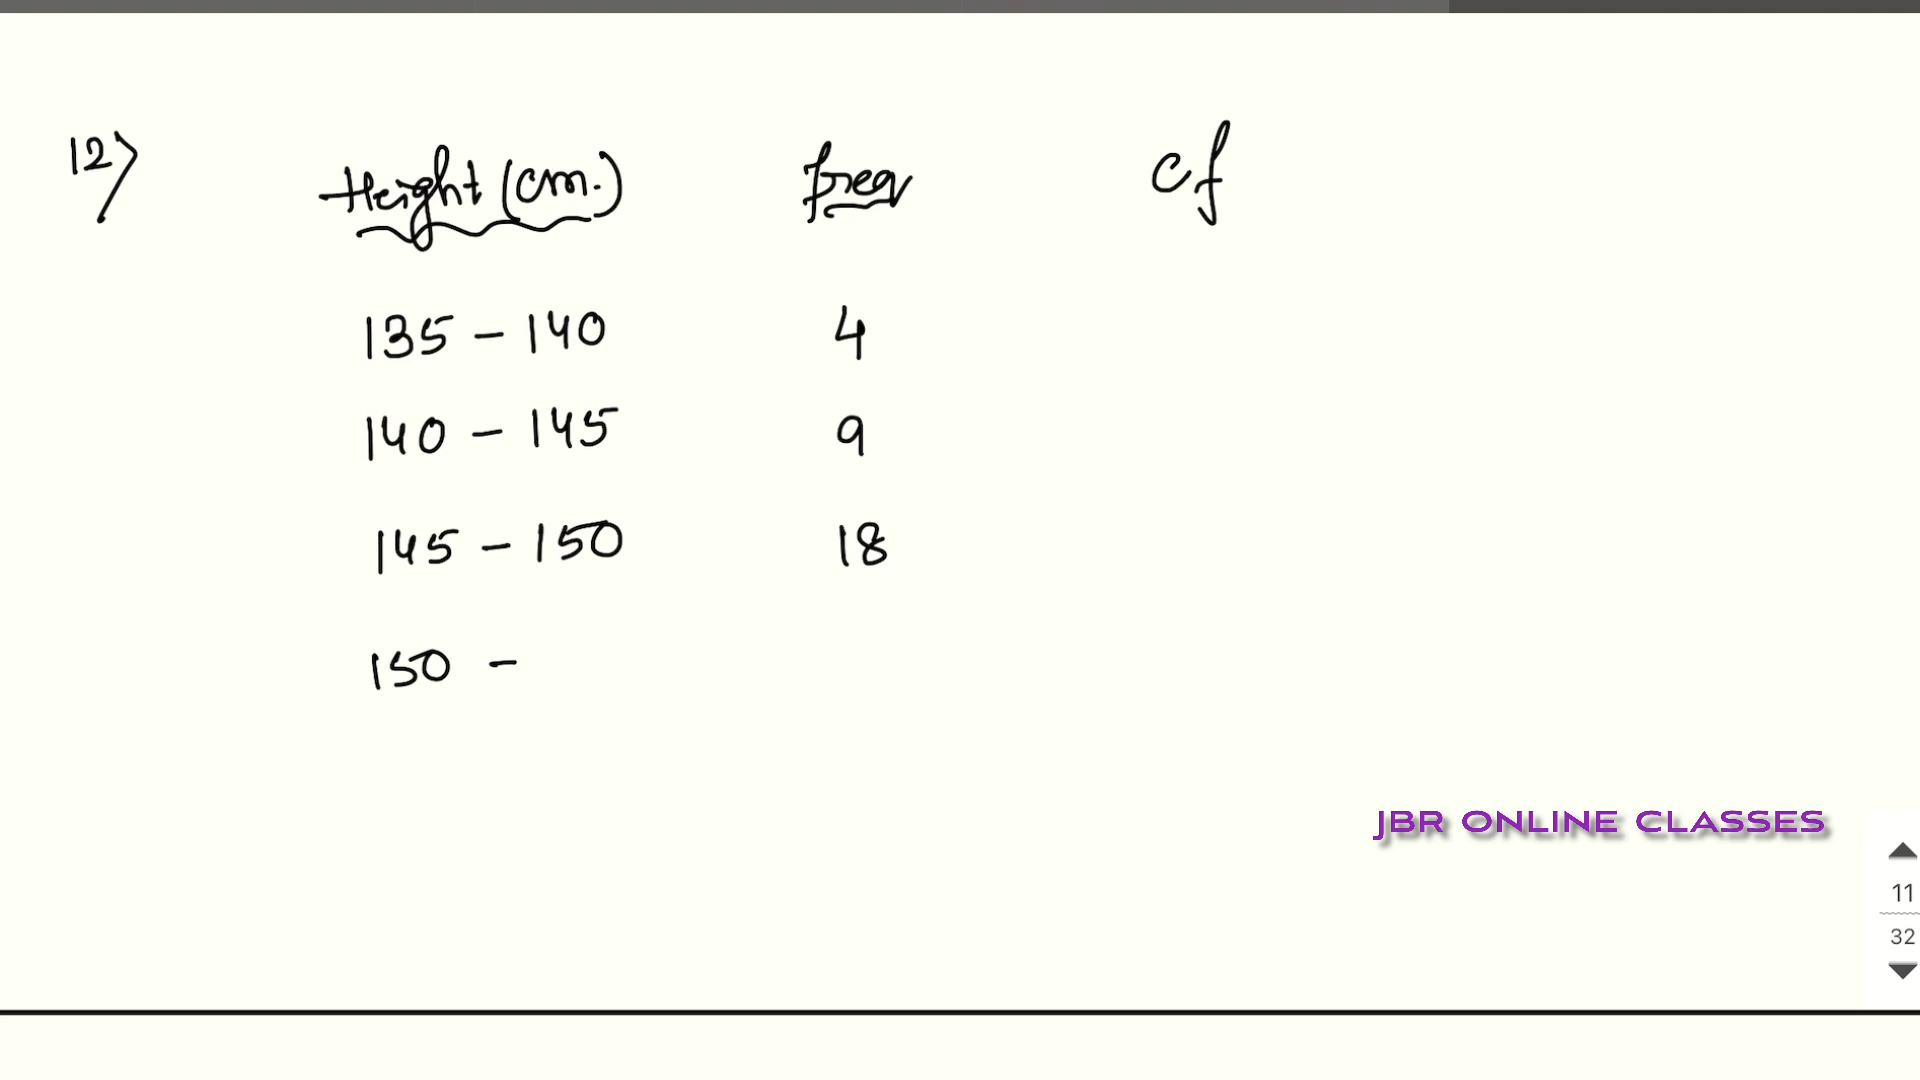 12) Height (cm.) freq cf
135 - 140 4
140 - 145 9
145 - 150 18
150 -
JBR ONLINE CLASSES
11
32